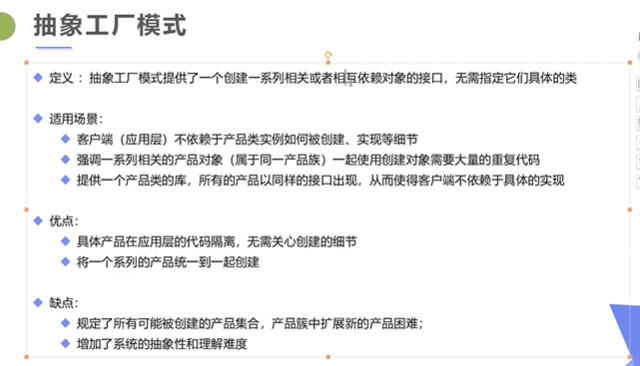 抽象工厂模式
定义 ：抽象工厂模式提供了一个创建一系列相关或者相互依赖对象的接口，无需指定它们具体的类
适用场景：
客户端（应用层）不依赖于产品类实例如何被创建、实现等细节
强调一系列相关的产品对象（属于同一产品族）一起使用创建对象需要大量的重复代码
提供一个产品类的库，所有的产品以同样的接口出现，从而使得客户端不依赖于具体的实现
优点：
具体产品在应用层的代码隔离，无需关心创建的细节
将一个系列的产品统一到一起创建
缺点：
规定了所有可能被创建的产品集合，产品簇中扩展新的产品困难；
增加了系统的抽象性和理解难度